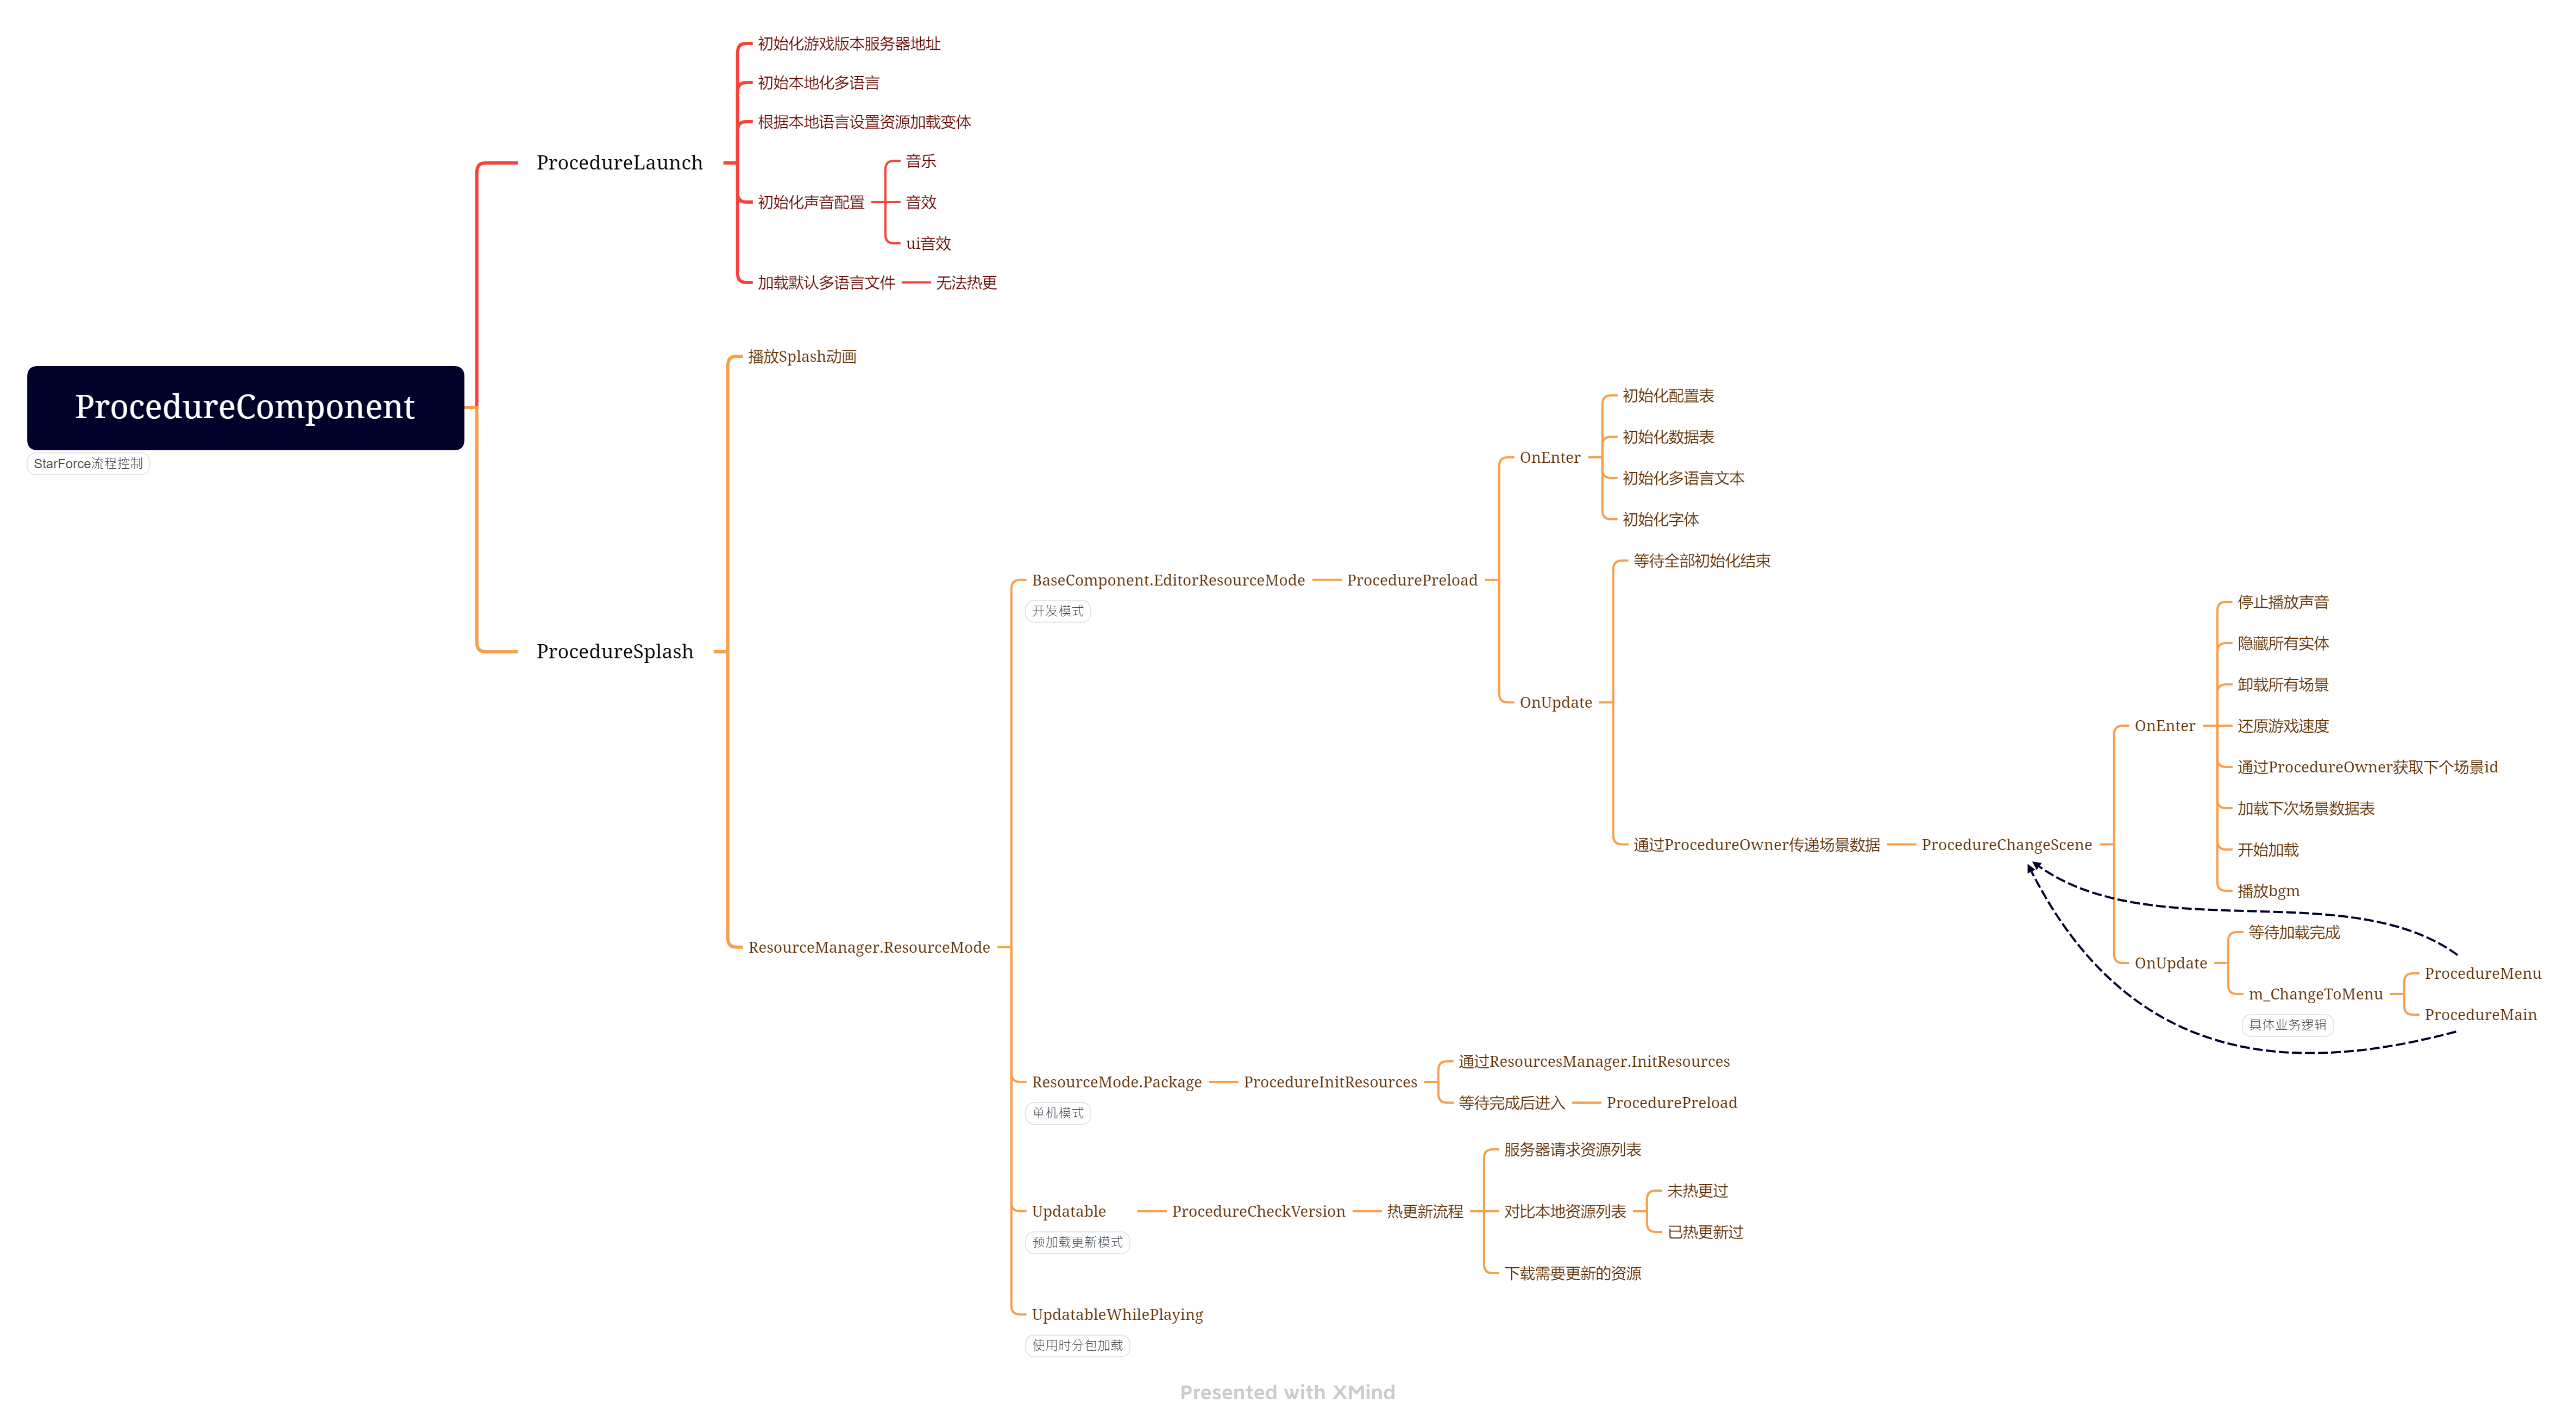 ProcedureComponent
StarForce流程控制
ProcedureLaunch
初始化游戏版本服务器地址
初始本地化多语言
根据本地语言设置资源加载变体
初始化声音配置
音乐
音效
ui音效
加载默认多语言文件
无法热更
ProcedureSplash
播放Splash动画
ResourceManager.ResourceMode
BaseComponent.EditorResourceMode
开发模式
ProcedurePreload
OnEnter
初始化配置表
初始化数据表
初始化多语言文本
初始化字体
OnUpdate
等待全部初始化结束
通过ProcedureOwner传递场景数据
ProcedureChangeScene
OnEnter
停止播放声音
隐藏所有实体
卸载所有场景
还原游戏速度
通过ProcedureOwner获取下个场景id
加载下次场景数据表
开始加载
播放bgm
OnUpdate
等待加载完成
m_ChangeToMenu
具体业务逻辑
ProcedureMenu
ProcedureMain
ResourceMode.Package
单机模式
ProcedureInitResources
通过ResourcesManager.InitResources
等待完成后进入
ProcedurePreload
Updatable
预加载更新模式
ProcedureCheckVersion
热更新流程
服务器请求资源列表
对比本地资源列表
未热更过
已热更新过
下载需要更新的资源
UpdatableWhilePlaying
使用时分包加载
Presented with XMind